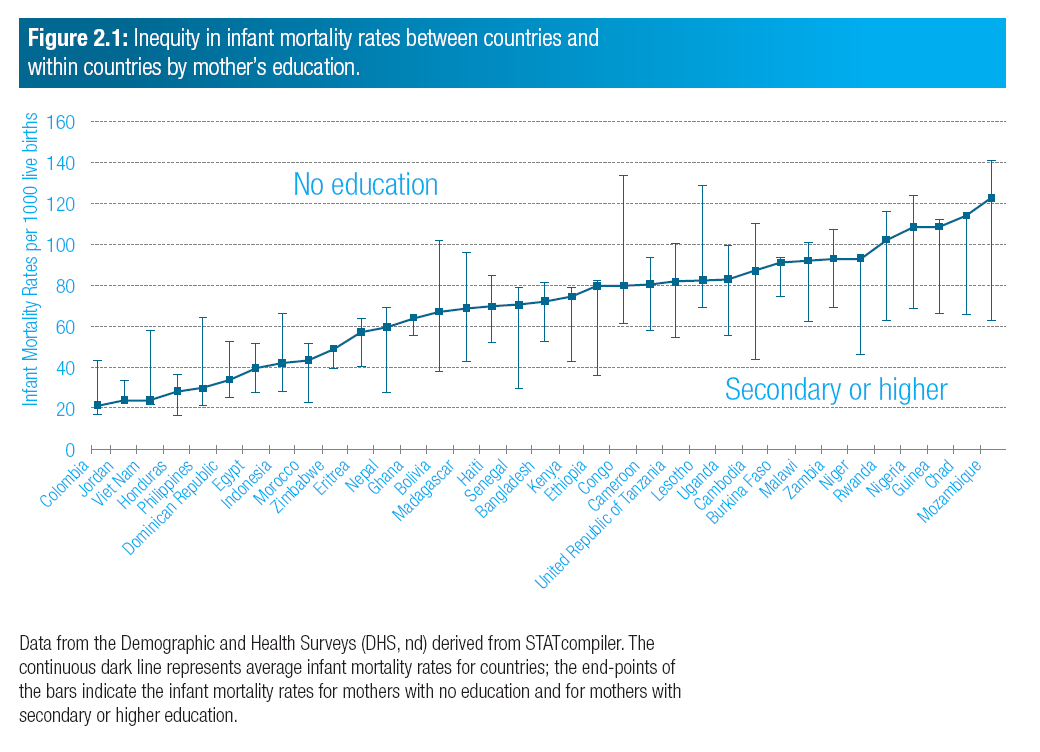 Figure 2.1: Inequity in infant mortality rates between countries and
within countries by mother's education.
Infant Mortality Rates per 1000 live births
160
140
120
100
80
60
40
20
0
No education
Secondary or higher
Colombia
Jordan
Viet Nam
Honduras
Philippines
Dominican Republic
Egypt
Indonesia
Morocco
Zimbabwe
Eritrea
Nepal
Ghana
Bolivia
Madagascar
Haiti
Senegal
Bangladesh
Kenya
Ethiopia
Congo
Cameroon
United Republic of Tanzania
Lesotho
Uganda
Cambodia
Burkina Faso
Malawi
Zambia
Niger
Rwanda
Nigeria
Guinea
Chad
Mozambique
Data from the Demographic and Health Surveys (DHS, nd) derived from STATcompiler. The
continuous dark line represents average infant mortality rates for countries; the end-points of
the bars indicate the infant mortality rates for mothers with no education and for mothers with
secondary or higher education.